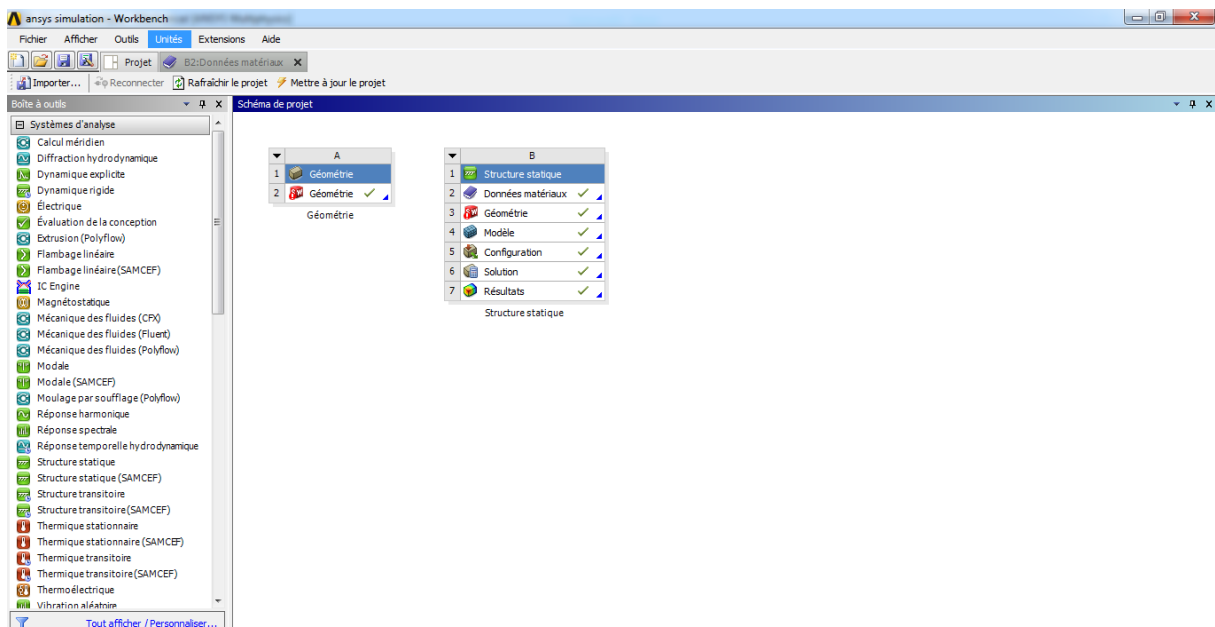 ansys simulation - Workbench
Fichier Afficher Outils Unités Extensions Aide
Projet B2:Données matériaux
Importer... Reconnecter Rafraîchir le projet Mettre à jour le projet
Boîte à outils
Systèmes d'analyse
Calcul méridien
Diffraction hydrodynamique
Dynamique explicite
Dynamique rigide
Électrique
Évaluation de la conception
Extrusion (Polyflow)
Flambage linéaire
Flambage linéaire (SAMCEF)
IC Engine
Magnétostatique
Mécanique des fluides (CFX)
Mécanique des fluides (Fluent)
Mécanique des fluides (Polyflow)
Modale
Modale (SAMCEF)
Moulage par soufflage (Polyflow)
Réponse harmonique
Réponse spectrale
Réponse temporelle hydrodynamique
Structure statique
Structure statique (SAMCEF)
Structure transitoire
Structure transitoire (SAMCEF)
Thermique stationnaire
Thermique stationnaire (SAMCEF)
Thermique transitoire
Thermique transitoire (SAMCEF)
Thermoélectrique
Vibration aléatoire
Tout afficher / Personnaliser...
Schéma de projet
A
1 Géométrie
2 Géométrie
Géométrie
B
1 Structure statique
2 Données matériaux
3 Géométrie
4 Modèle
5 Configuration
6 Solution
7 Résultats
Structure statique